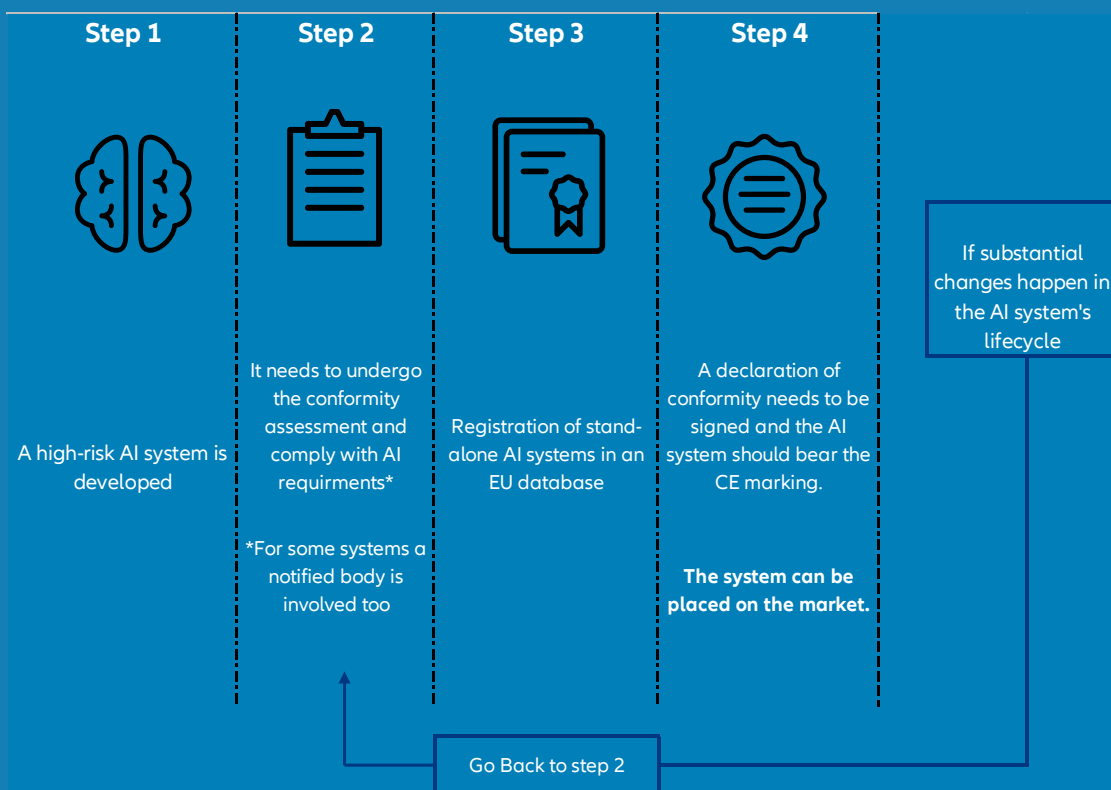 Step 1
Step 2
Step 3
Step 4
A high-risk AI system is
developed
It needs to undergo
the conformity
assessment and
comply with AI
requirments*
*For some systems a
notified body is
involved too
Registration of stand-
alone AI systems in an
EU database
A declaration of
conformity needs to be
signed and the AI
system should bear the
CE marking.
The system can be
placed on the market.
If substantial
changes happen in
the AI system's
lifecycle
Go Back to step 2